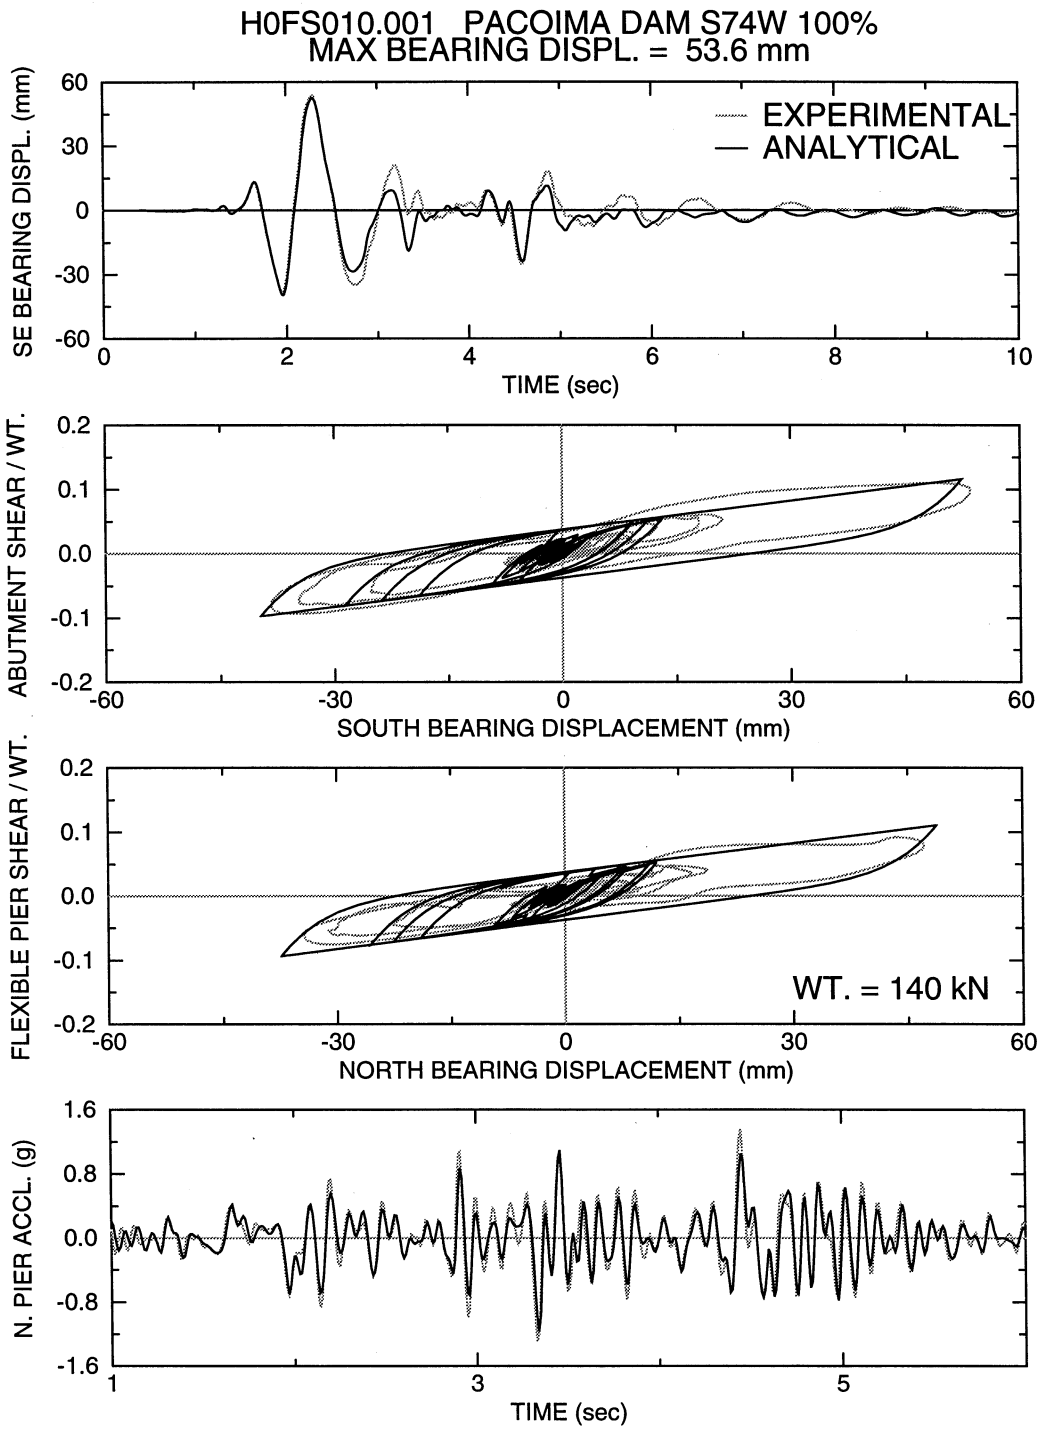 H0FS010.001 PACOIMA DAM S74W 100%
MAX BEARING DISPL. = 53.6 mm
SE BEARING DISPL. (mm)
60
30
0
-30
-60
EXPERIMENTAL
ANALYTICAL
0 2 4 6 8 10
TIME (sec)
ABUTMENT SHEAR / WT.
0.2
0.1
0.0
-0.1
-0.2
-60 -30 0 30 60
SOUTH BEARING DISPLACEMENT (mm)
FLEXIBLE PIER SHEAR / WT.
0.2
0.1
0.0
-0.1
-0.2
WT. = 140 kN
-60 -30 0 30 60
NORTH BEARING DISPLACEMENT (mm)
N. PIER ACCL. (g)
1.6
0.8
0.0
-0.8
-1.6
1 3 5
TIME (sec)